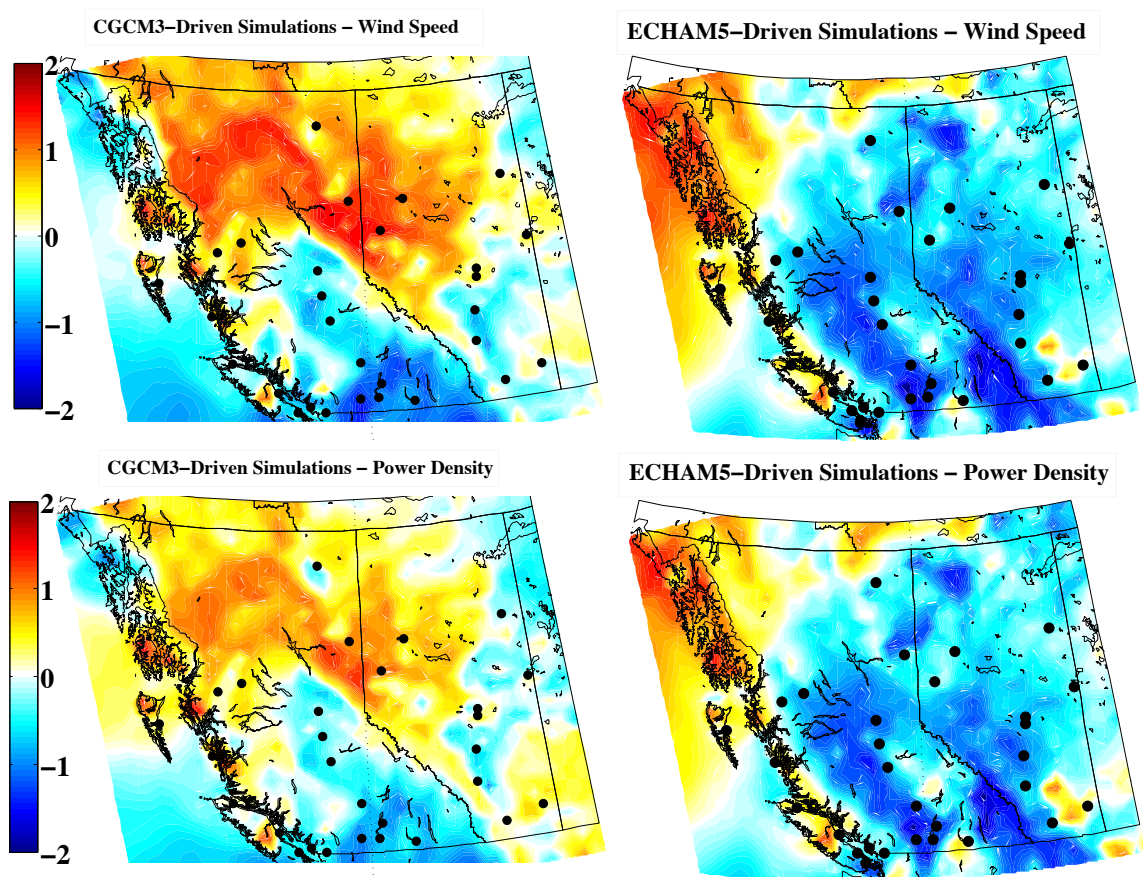 CGCM3–Driven Simulations – Wind Speed
ECHAM5–Driven Simulations – Wind Speed
2
1
0
−1
−2
CGCM3–Driven Simulations – Power Density
ECHAM5–Driven Simulations – Power Density
2
1
0
−1
−2